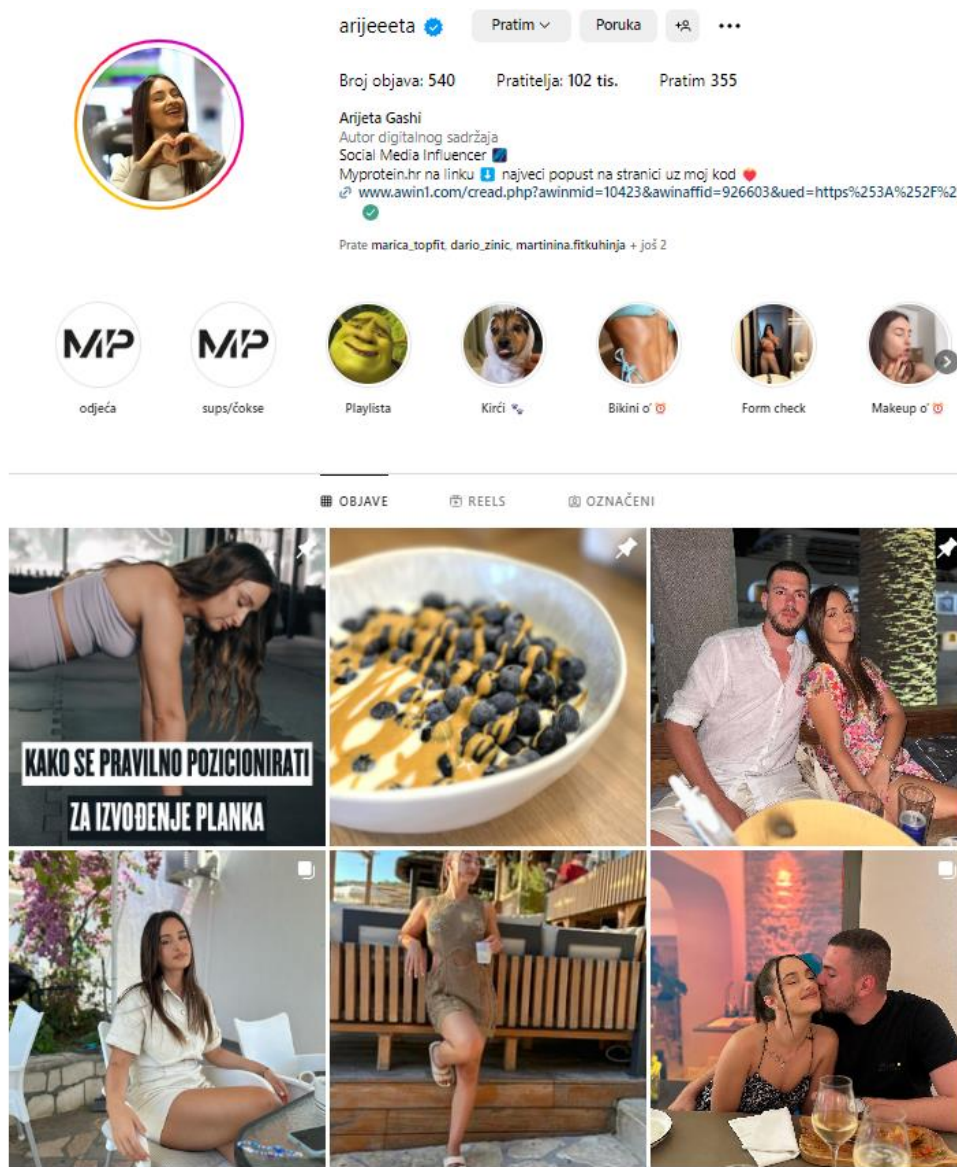 arijeeeta Pratim Poruka
Broj objava: 540 Pratitelja: 102 tis. Pratim 355
Arijeta Gashi
Autor digitalnog sadržaja
Social Media Influencer
Myprotein.hr na linku najveci popust na stranici uz moj kod
www.awin1.com/cread.php?awinmid=10423&awinaffid=926603&ued=https%253A%252F%2
Prate marica_topfit, dario_zinic, martinina.fitkuhinja + još 2
MP MP
odjeća sups/čokse Playlista Kirći Bikini o' Form check Makeup o'
OBJAVE REELS OZNAČENI
KAKO SE PRAVILNO POZICIONIRATI
ZA IZVOĐENJE PLANKA